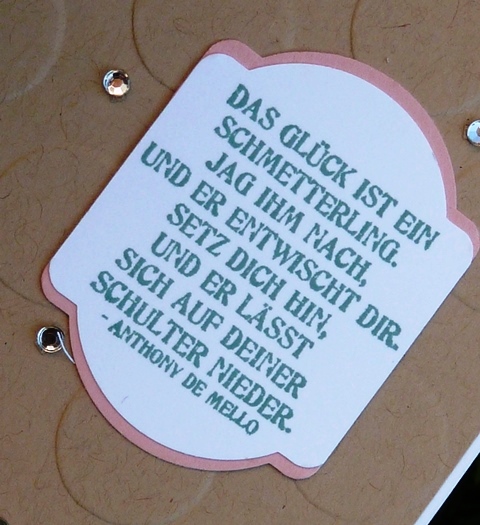 DAS GLÜCK IST EIN
SCHMETTERLING.
JAG IHM NACH,
UND ER ENTWISCHT DIR.
SETZ DICH HIN,
UND ER LÄSST
SICH AUF DEINER
SCHULTER NIEDER.
- ANTHONY DE MELLO